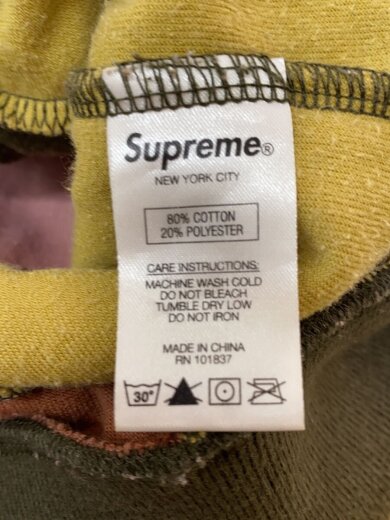 Supreme®
NEW YORK CITY
80% COTTON
20% POLYESTER
CARE INSTRUCTIONS:
MACHINE WASH COLD
DO NOT BLEACH
TUMBLE DRY LOW
DO NOT IRON
MADE IN CHINA
RN 101837
30°